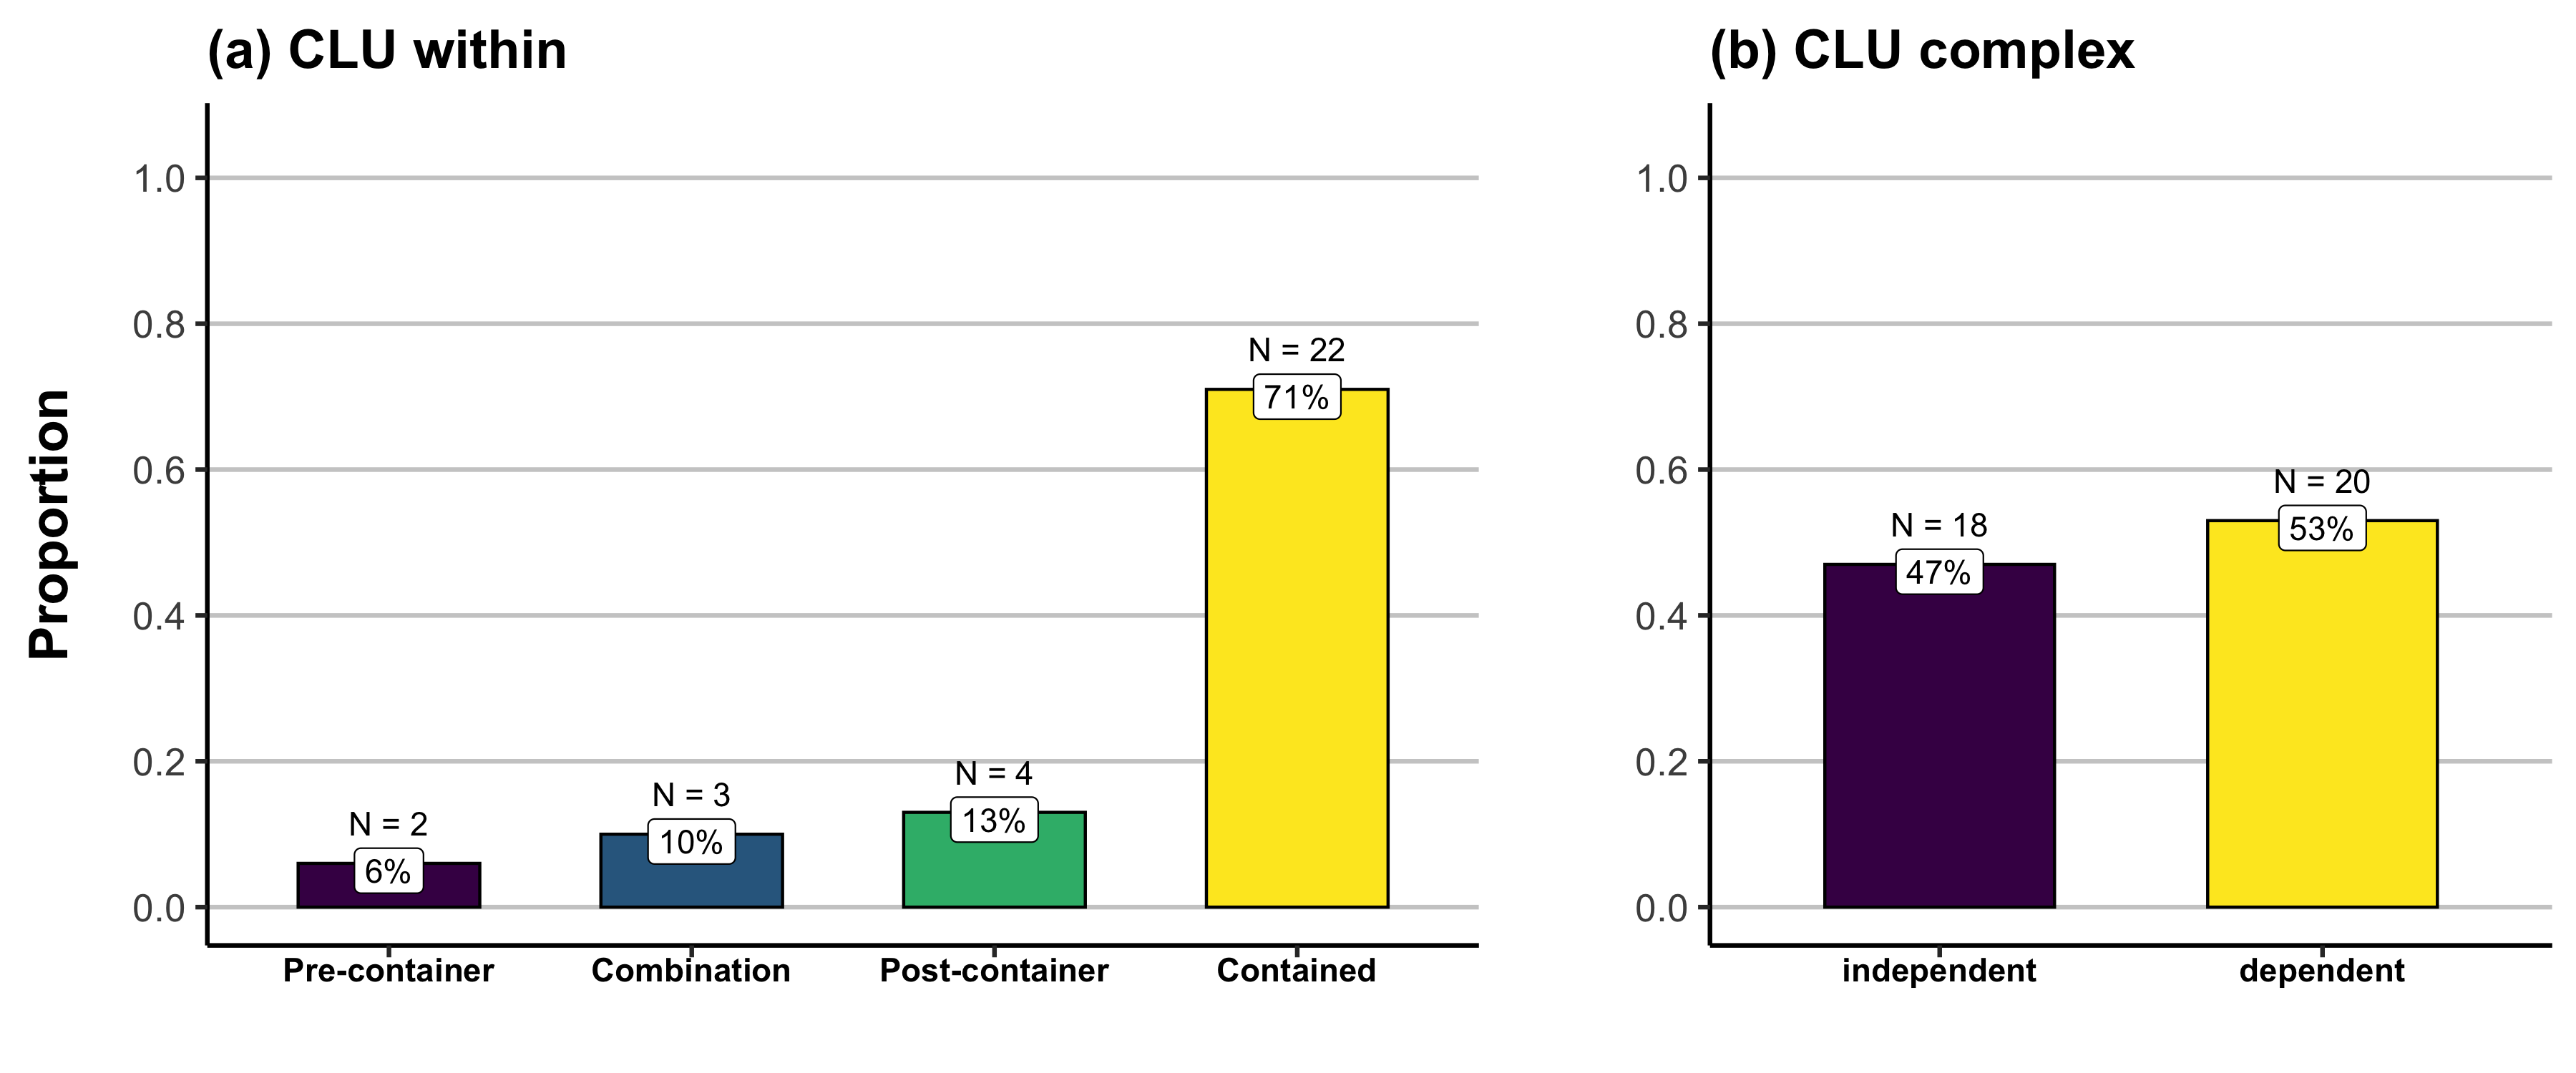 (a) CLU within
Proportion
1.0
0.8
0.6
0.4
0.2
0.0
N = 2
6%
N = 3
10%
N = 4
13%
N = 22
71%
Pre-container
Combination
Post-container
Contained
(b) CLU complex
1.0
0.8
0.6
0.4
0.2
0.0
N = 18
47%
N = 20
53%
independent
dependent